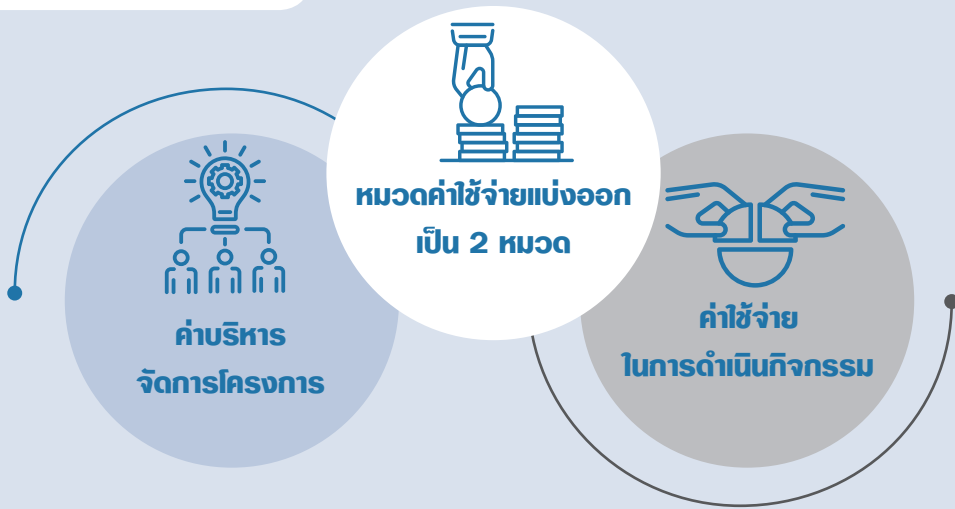 หมวดค่าใช้จ่ายแบ่งออก
เป็น 2 หมวด
ค่าบริหาร
จัดการโครงการ
ค่าใช้จ่าย
ในการดำเนินกิจกรรม